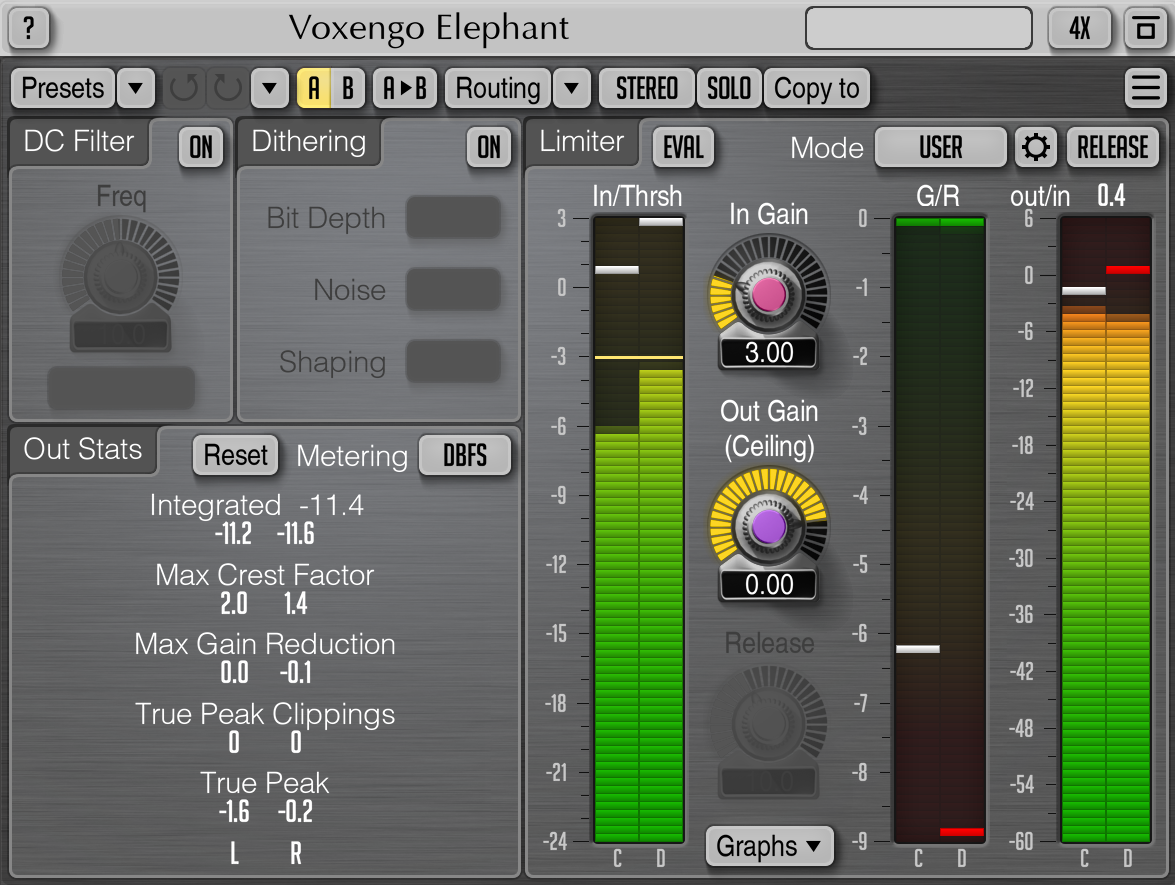 ? Voxengo Elephant 4X
Presets A B A▸B Routing STEREO SOLO Copy to
DC Filter ON Dithering ON Limiter EVAL Mode USER RELEASE
Freq
Bit Depth
Noise
Shaping
In/Thrsh
3
0
-3
-6
-9
-12
-15
-18
-21
-24
C D
In Gain
3.00
Out Gain
(Ceiling)
0.00
Release
Graphs ▼
G/R
0
-1
-2
-3
-4
-5
-6
-7
-8
-9
C D
out/in 0.4
6
0
-6
-12
-18
-24
-30
-36
-42
-48
-54
-60
C D
Out Stats Reset Metering DBFS
Integrated -11.4
-11.2 -11.6
Max Crest Factor
2.0 1.4
Max Gain Reduction
0.0 -0.1
True Peak Clippings
0 0
True Peak
-1.6 -0.2
L R